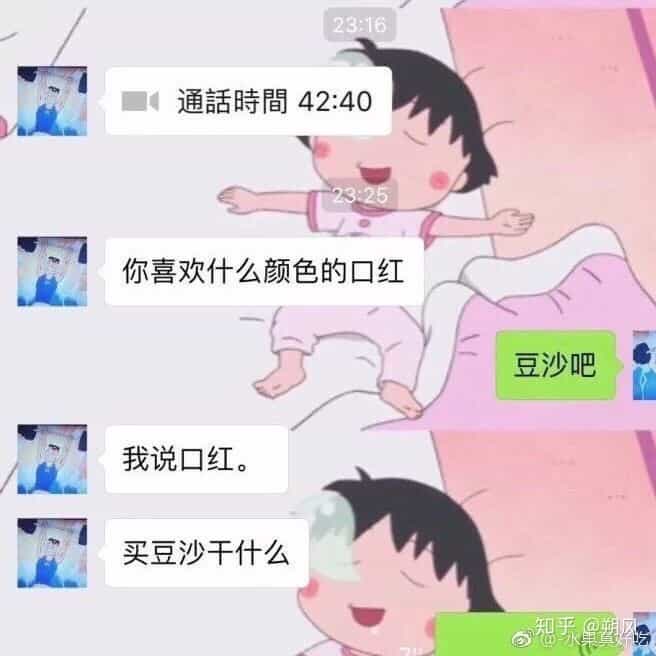 23:16
通話時間 42:40
23:25
你喜欢什么颜色的口红
豆沙吧
我说口红。
买豆沙干什么
知乎 @朔风